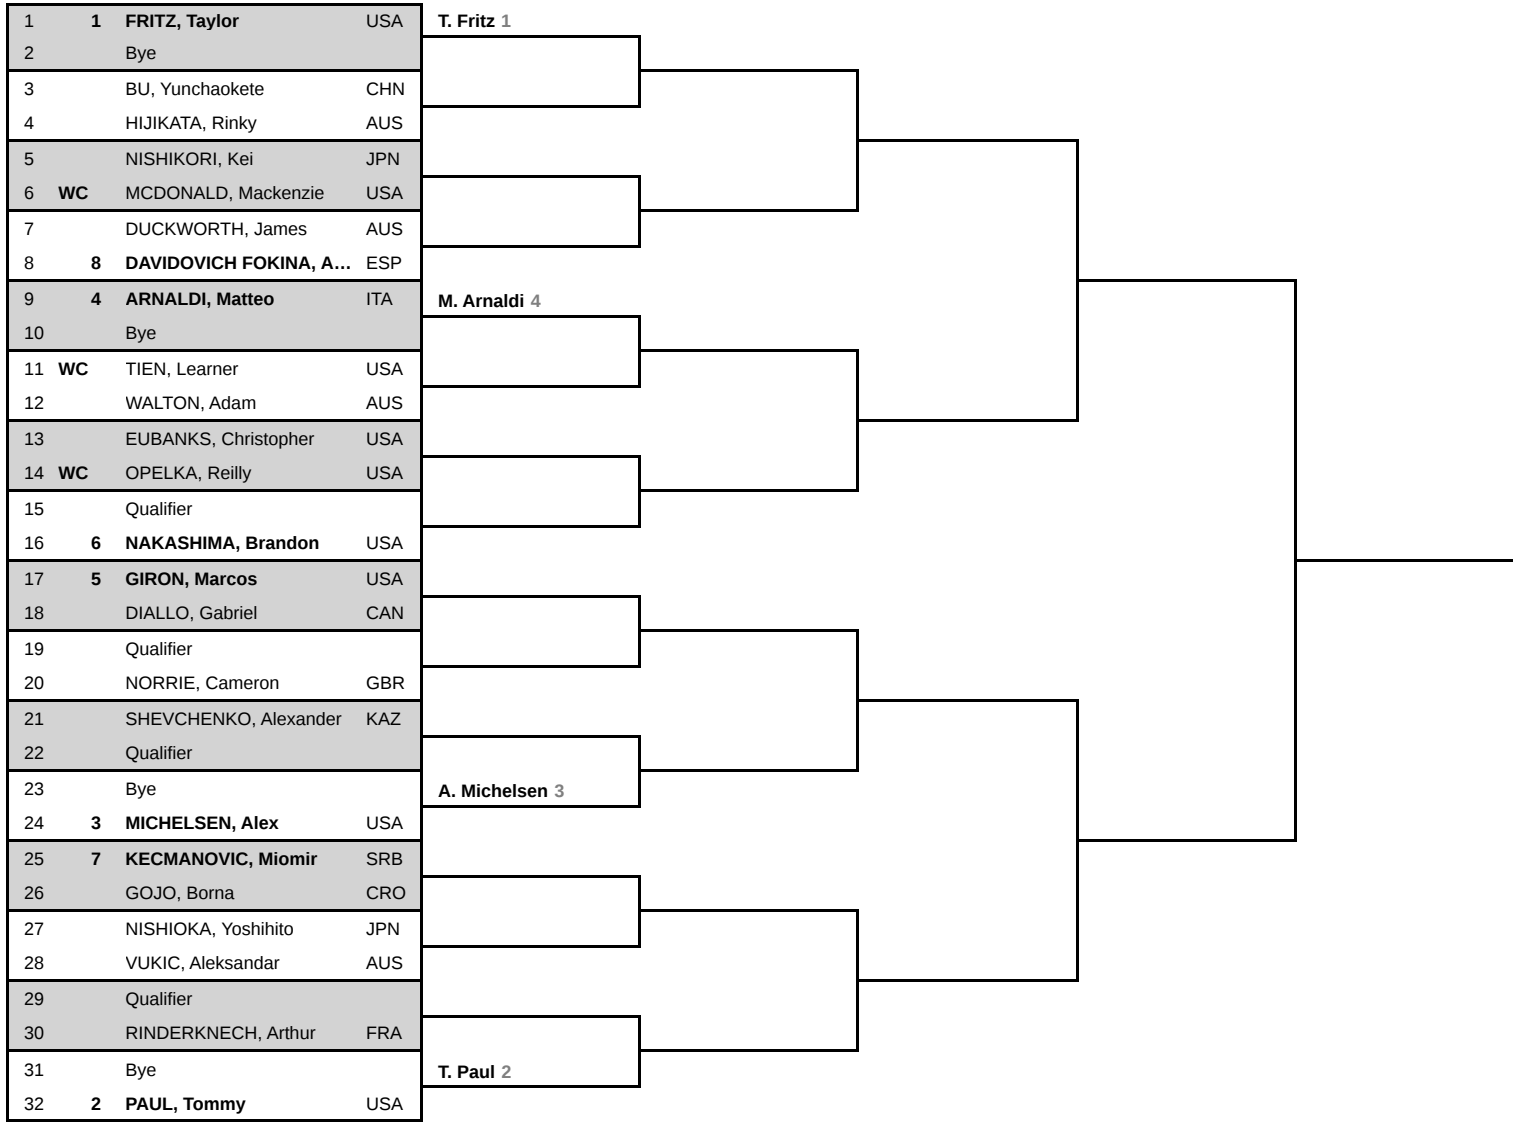 1 1 FRITZ, Taylor USA T. Fritz 1
2 Bye
3 BU, Yunchaokete CHN
4 HIJIKATA, Rinky AUS
5 NISHIKORI, Kei JPN
6 WC MCDONALD, Mackenzie USA
7 DUCKWORTH, James AUS
8 8 DAVIDOVICH FOKINA, A... ESP
9 4 ARNALDI, Matteo ITA M. Arnaldi 4
10 Bye
11 WC TIEN, Learner USA
12 WALTON, Adam AUS
13 EUBANKS, Christopher USA
14 WC OPELKA, Reilly USA
15 Qualifier
16 6 NAKASHIMA, Brandon USA
17 5 GIRON, Marcos USA
18 DIALLO, Gabriel CAN
19 Qualifier
20 NORRIE, Cameron GBR
21 SHEVCHENKO, Alexander KAZ
22 Qualifier
23 Bye A. Michelsen 3
24 3 MICHELSEN, Alex USA
25 7 KECMANOVIC, Miomir SRB
26 GOJO, Borna CRO
27 NISHIOKA, Yoshihito JPN
28 VUKIC, Aleksandar AUS
29 Qualifier
30 RINDERKNECH, Arthur FRA
31 Bye T. Paul 2
32 2 PAUL, Tommy USA